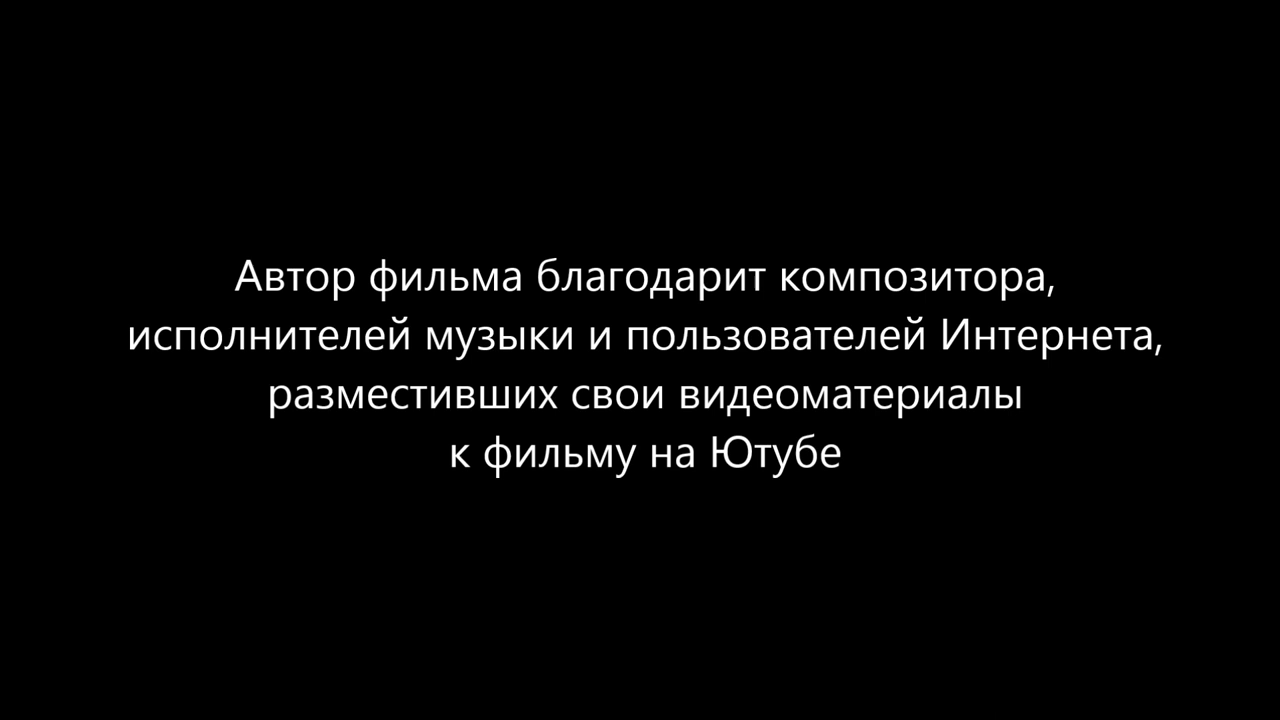 Автор фильма благодарит композитора,
исполнителей музыки и пользователей Интернета,
разместивших свои видеоматериалы
к фильму на Ютубе